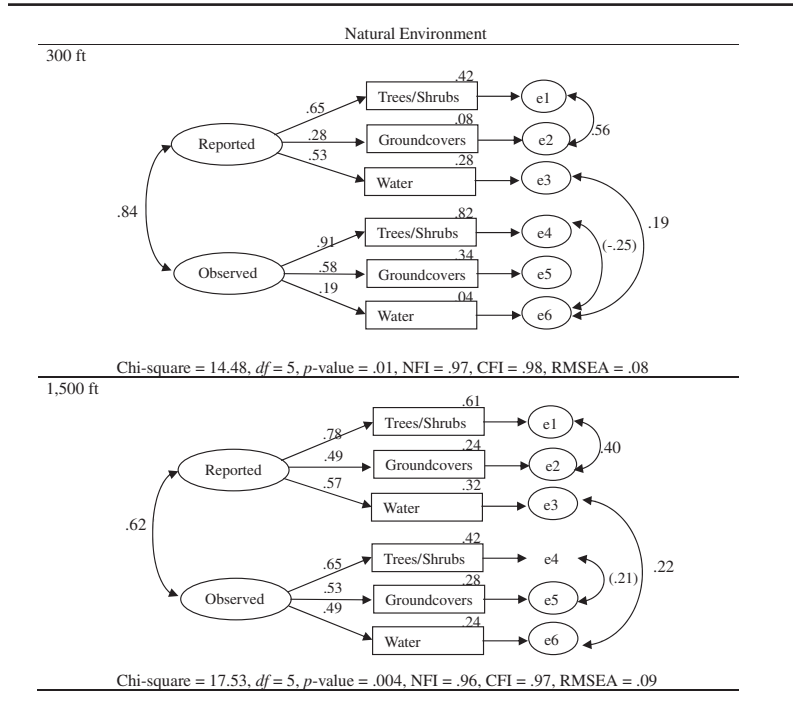 Natural Environment
300 ft
.42
Trees/Shrubs
e1
.65
.08
.56
Reported
.28
Groundcovers
e2
.53
.28
Water
e3
.84
.82
.19
Trees/Shrubs
e4
.91
(-.25)
.34
Observed
.58
Groundcovers
e5
.19
.04
Water
e6
Chi-square = 14.48, df = 5, p-value = .01, NFI = .97, CFI = .98, RMSEA = .08
1,500 ft
.61
Trees/Shrubs
e1
.78
.24
.40
Reported
.49
Groundcovers
e2
.57
.32
Water
e3
.62
.42
Trees/Shrubs
e4
.22
.65
.28
(.21)
Observed
.53
Groundcovers
e5
.49
.24
Water
e6
Chi-square = 17.53, df = 5, p-value = .004, NFI = .96, CFI = .97, RMSEA = .09